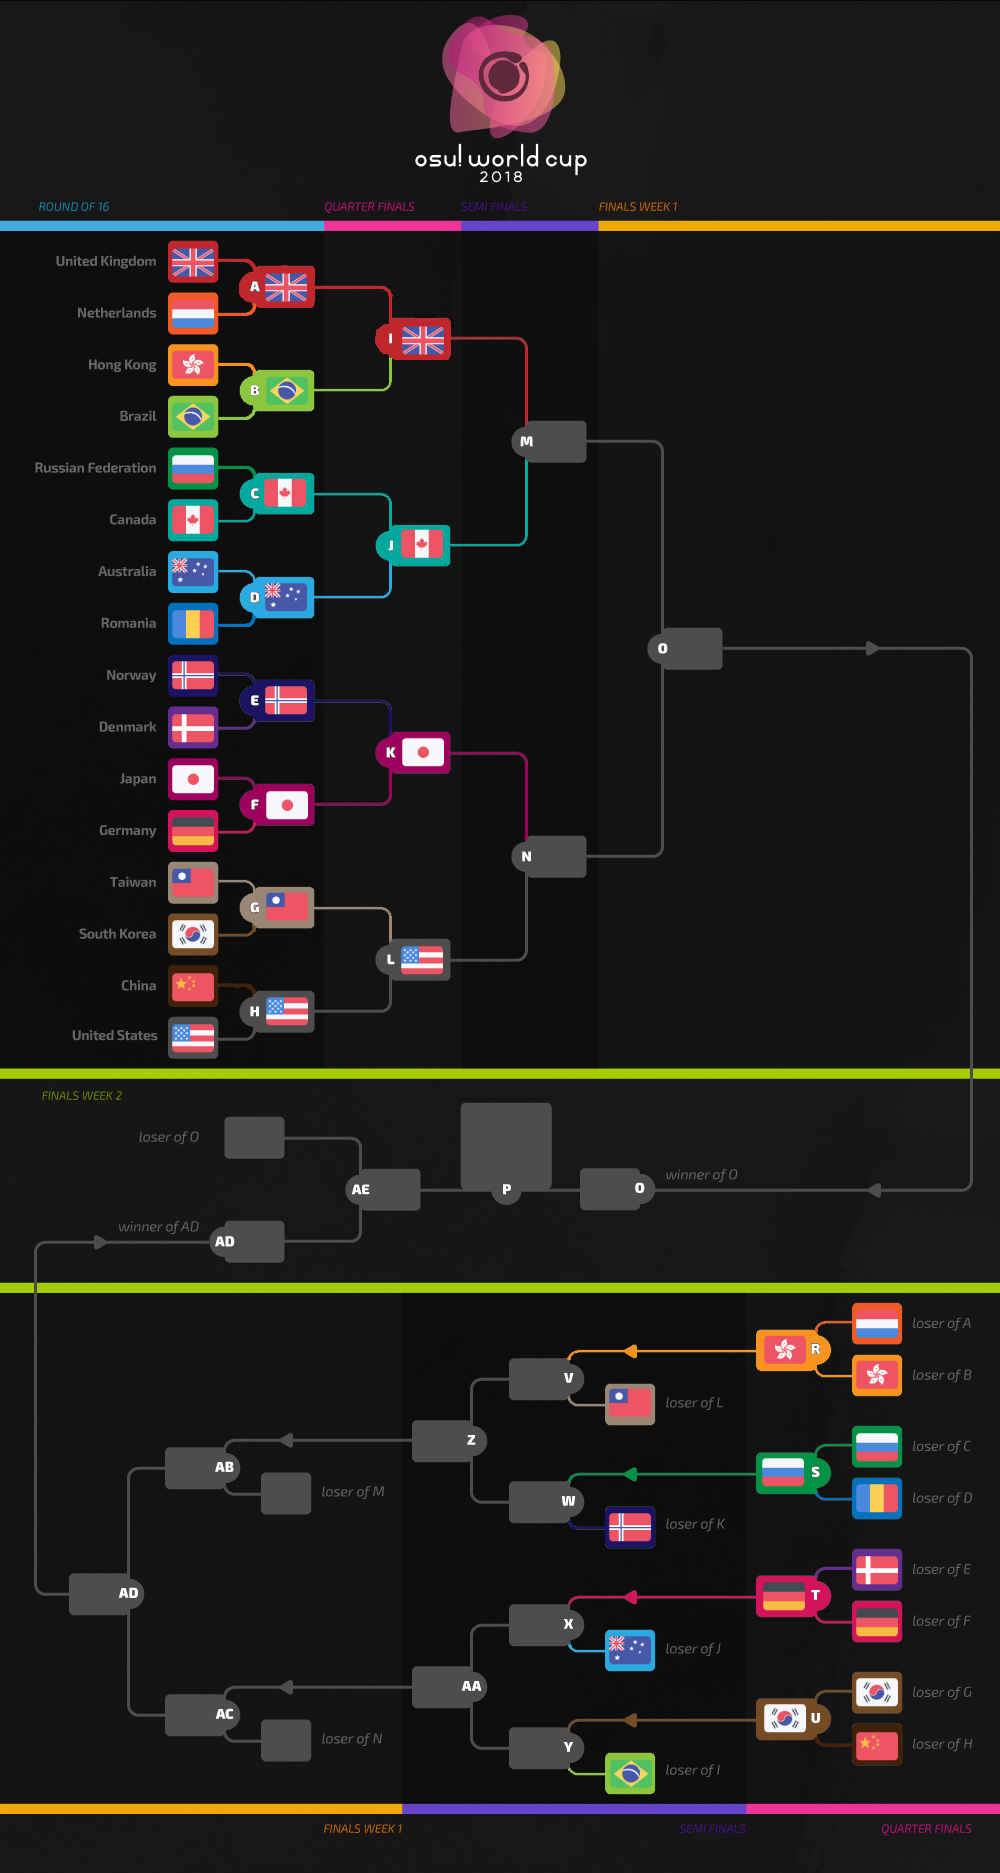 osu! world cup
2018
ROUND OF 16
QUARTER FINALS
SEMI FINALS
FINALS WEEK 1
United Kingdom
A
Netherlands
I
Hong Kong
B
Brazil
M
Russian Federation
C
Canada
J
Australia
D
Romania
O
Norway
E
Denmark
K
Japan
F
Germany
N
Taiwan
G
South Korea
L
China
H
United States
FINALS WEEK 2
loser of O
AE
P
O
winner of O
winner of AD
AD
loser of A
R
V
loser of B
loser of L
Z
loser of C
AB
S
loser of M
W
loser of D
loser of K
loser of E
AD
T
X
loser of F
loser of J
AA
loser of G
AC
U
loser of N
Y
loser of H
loser of I
FINALS WEEK 1
SEMI FINALS
QUARTER FINALS